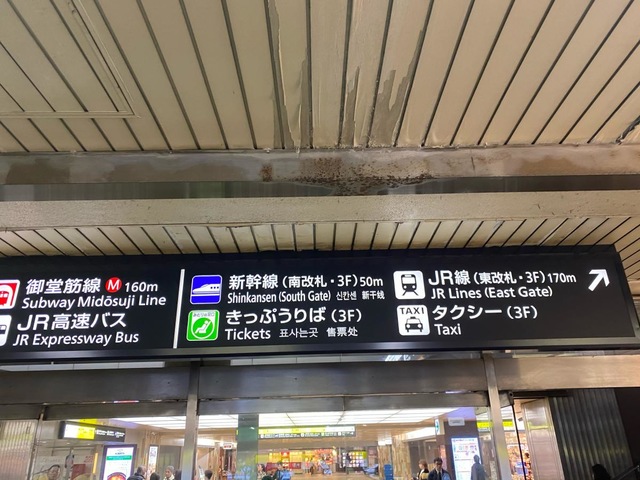 御堂筋線 M 160m
Subway Midōsuji Line
JR高速バス
JR Expressway Bus
新幹線（南改札・3F）50m
Shinkansen (South Gate) 신칸센 新干线
きっぷうりば（3F）
Tickets 표사는곳 售票处
JR線（東改札・3F）170m
JR Lines (East Gate)
TAXI タクシー（3F）
Taxi